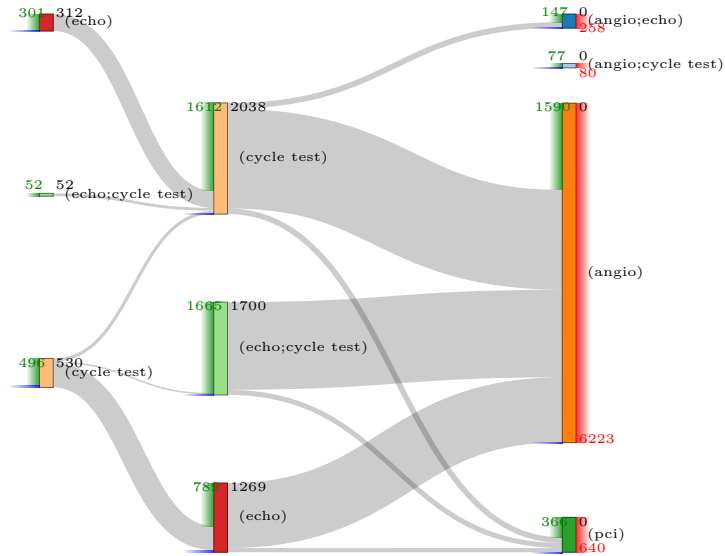 301 312 (echo)
147 0 (angio;echo) 258
77 0 (angio;cycle test) 80
1612 2038 (cycle test)
1590 0 (angio) 6223
52 52 (echo;cycle test)
1665 1700 (echo;cycle test)
496 530 (cycle test)
789 1269 (echo)
366 0 (pci) 640